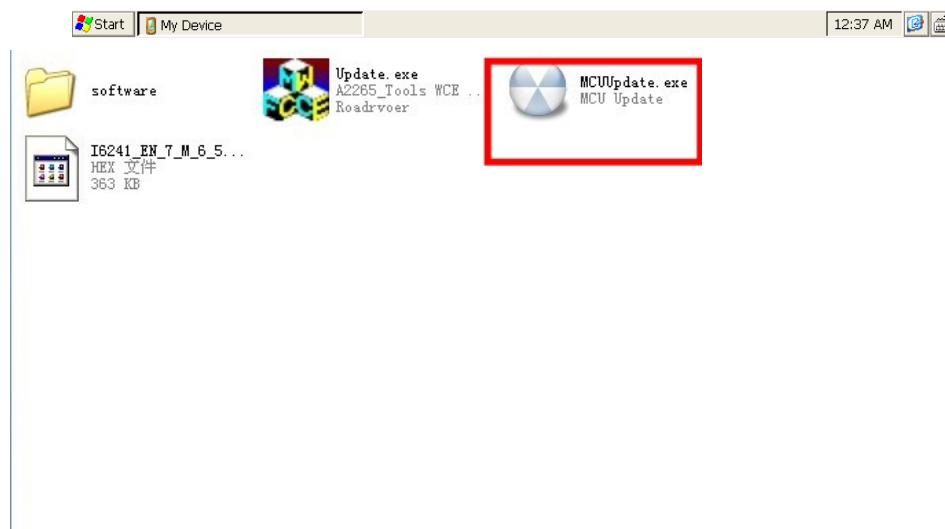 Start
My Device
12:37 AM
software
Update.exe
A2265_Tools WCE ...
Roadrvoer
MCUUpdate.exe
MCU Update
I6241_EN_7_M_6_5...
HEX 文件
363 KB